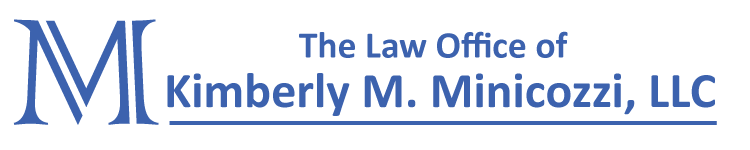 M
The Law Office of
Kimberly M. Minicozzi, LLC